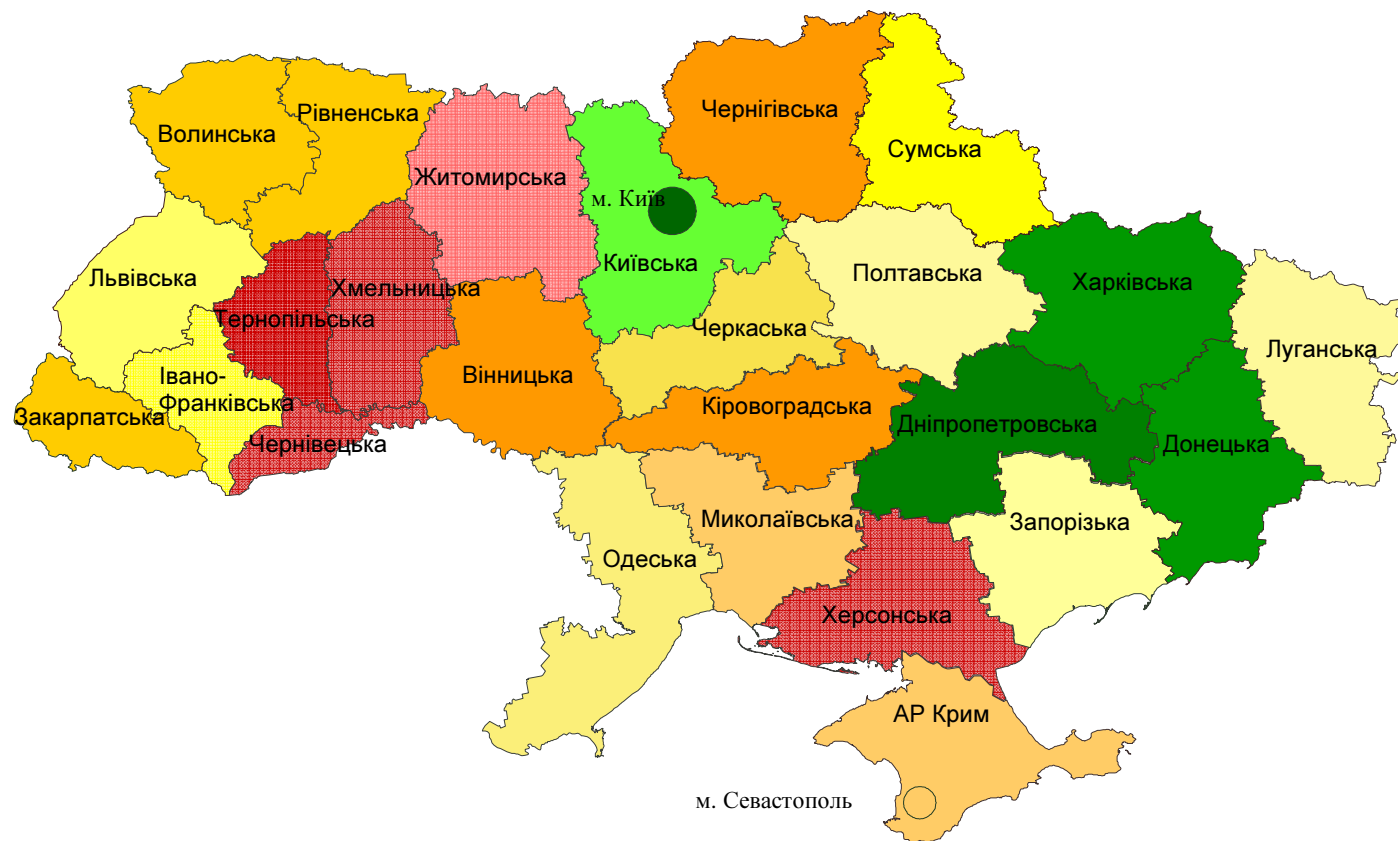 Чернігівська
Рівненська
Волинська
Сумська
Житомирська
м. Київ
Київська
Полтавська
Львівська
Харківська
Хмельницька
Тернопільська
Черкаська
Луганська
Вінницька
Івано-
Франківська
Кіровоградська
Закарпатська
Дніпропетровська
Донецька
Чернівецька
Миколаївська
Запорізька
Одеська
Херсонська
АР Крим
м. Севастополь